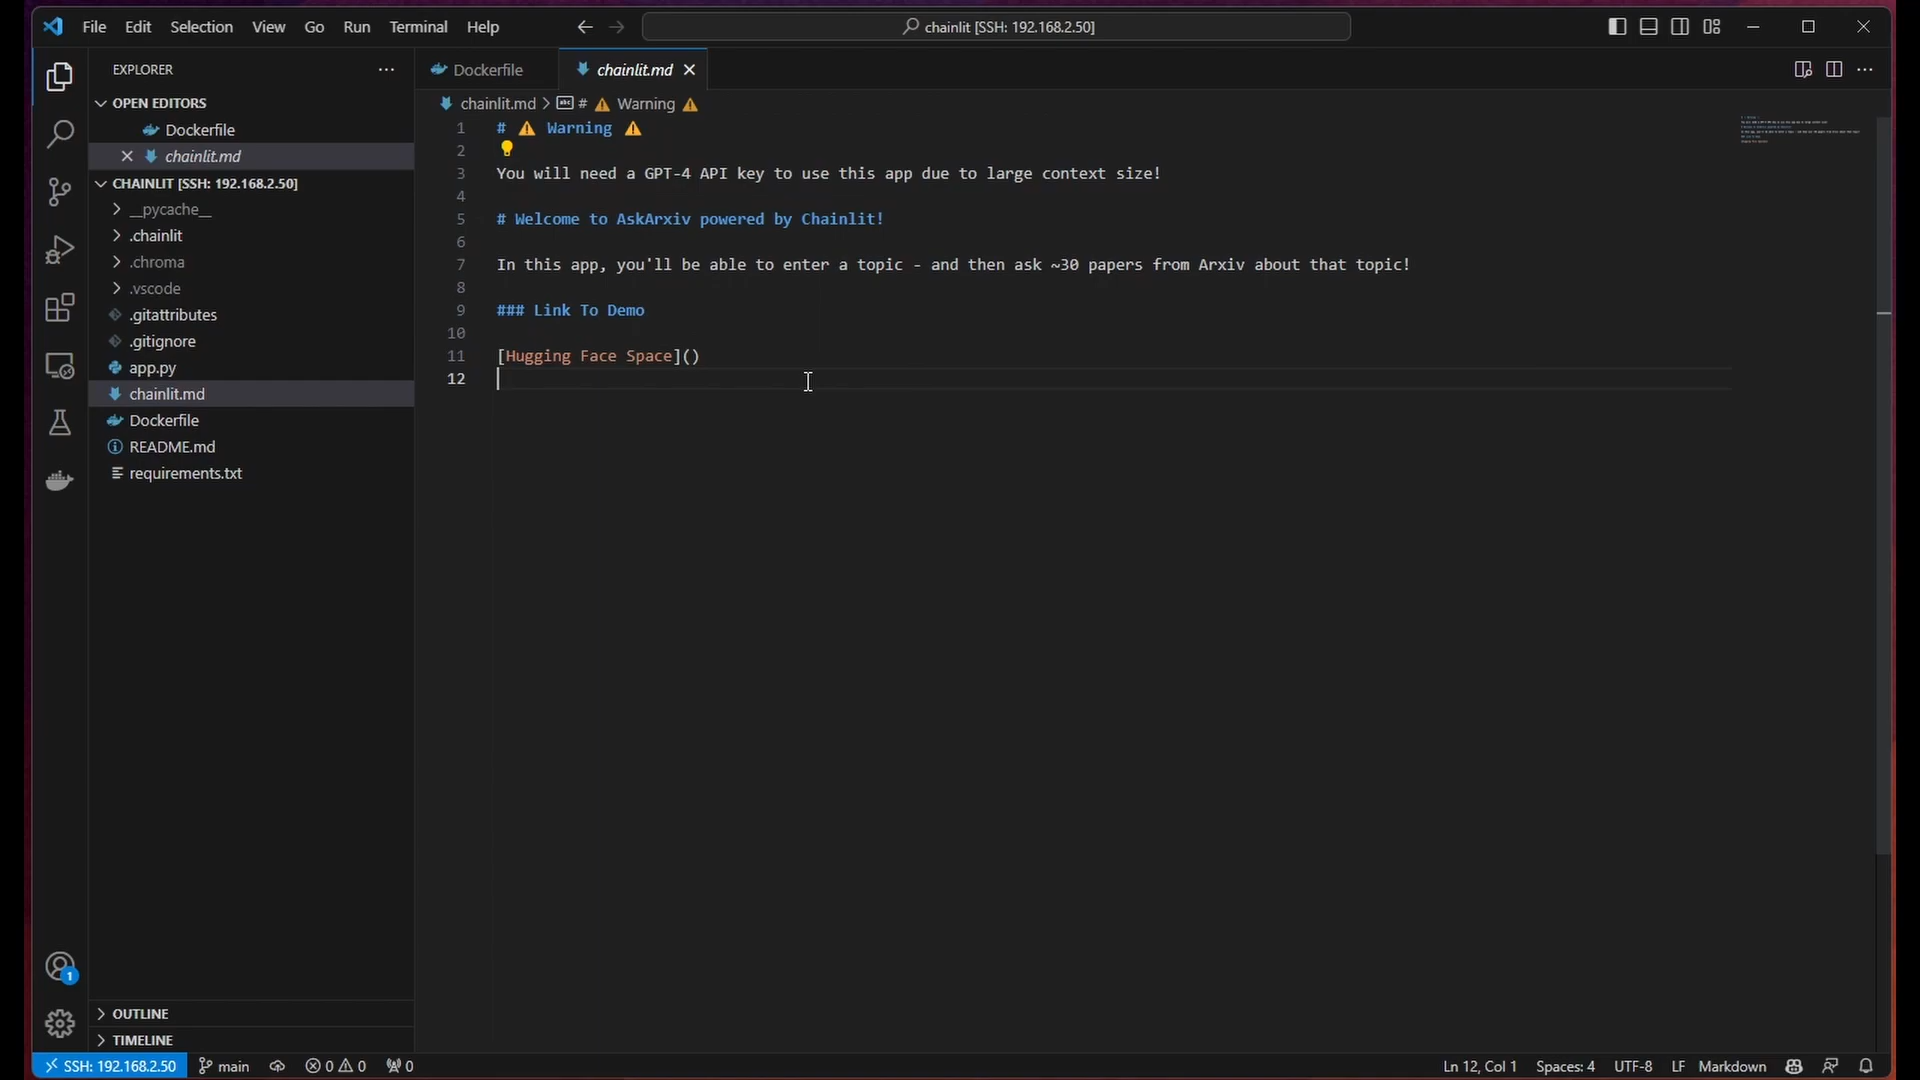 File Edit Selection View Go Run Terminal Help
chainlit [SSH: 192.168.2.50]
EXPLORER
OPEN EDITORS
Dockerfile
chainlit.md
CHAINLIT [SSH: 192.168.2.50]
__pycache__
.chainlit
.chroma
.vscode
.gitattributes
.gitignore
app.py
chainlit.md
Dockerfile
README.md
requirements.txt
OUTLINE
TIMELINE
Dockerfile chainlit.md
chainlit.md > # ⚠ Warning ⚠
1 # ⚠ Warning ⚠
2
3 You will need a GPT-4 API key to use this app due to large context size!
4
5 # Welcome to AskArxiv powered by Chainlit!
6
7 In this app, you'll be able to enter a topic - and then ask ~30 papers from Arxiv about that topic!
8
9 ### Link To Demo
10
11 [Hugging Face Space]()
12
1
SSH: 192.168.2.50 main 0 0 0 Ln 12, Col 1 Spaces: 4 UTF-8 LF Markdown